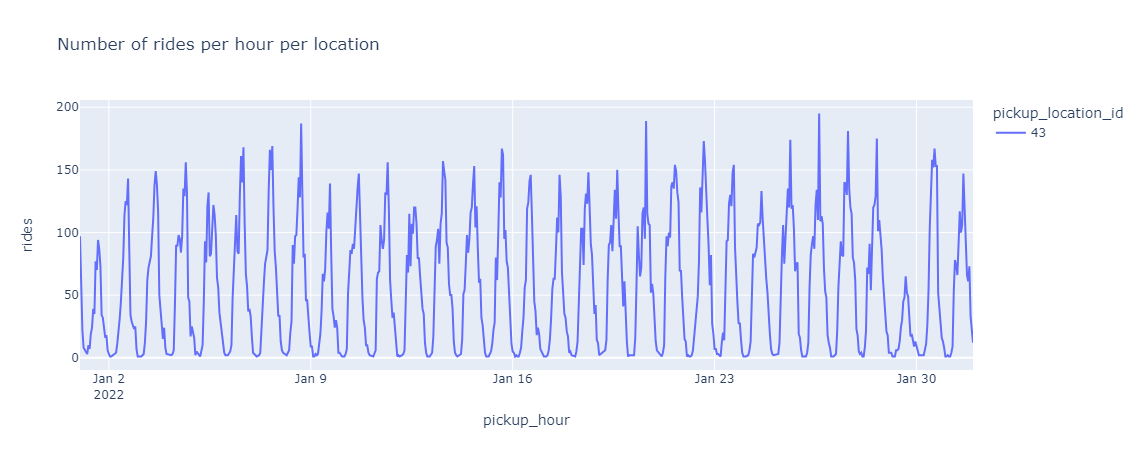 Number of rides per hour per location
200
150
100
50
0
rides
Jan 2
2022
Jan 9
Jan 16
Jan 23
Jan 30
pickup_hour
pickup_location_id
43